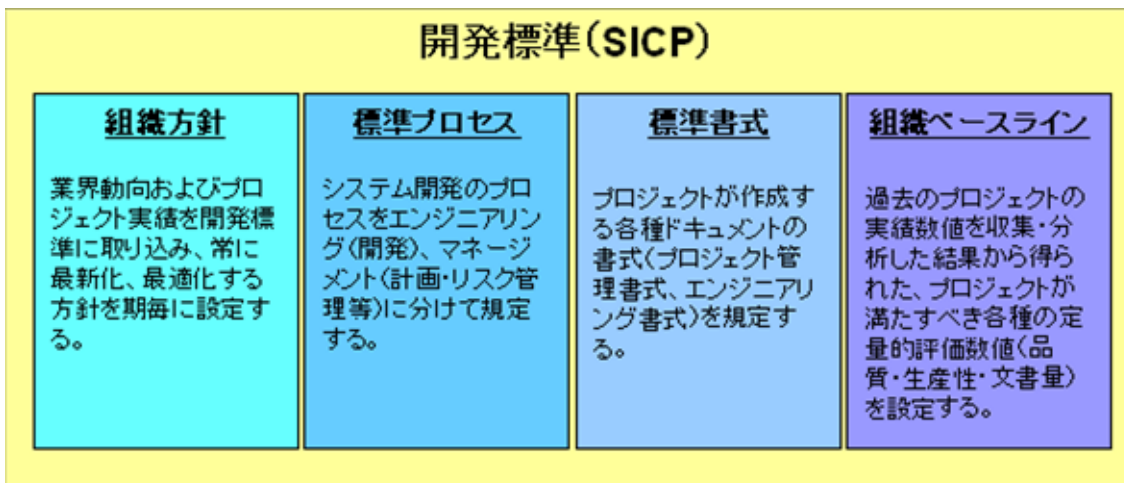 開発標準(SICP)
組織方針
業界動向およびプロ
ジェクト実績を開発標
準に取り込み、常に
最新化、最適化する
方針を期毎に設定す
る。
標準プロセス
システム開発のプロ
セスをエンジニアリン
グ(開発)、マネージ
メント(計画・リスク管
理等)に分けて規定
する。
標準書式
プロジェクトが作成す
る各種ドキュメントの
書式(プロジェクト管
理書式、エンジニアリ
ング書式)を規定す
る。
組織ベースライン
過去のプロジェクトの
実績数値を収集・分
析した結果から得ら
れた、プロジェクトが
満たすべき各種の定
量的評価数値(品
質・生産性・文書量)
を設定する。